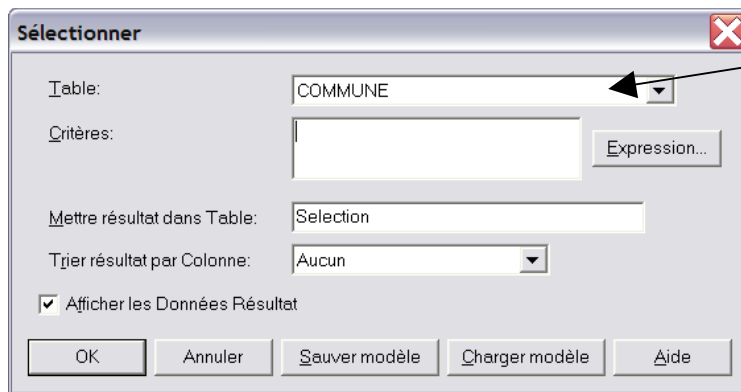 Sélectionner
Table: COMMUNE
Critères:
Expression...
Mettre résultat dans Table: Selection
Trier résultat par Colonne: Aucun
Afficher les Données Résultat
OK Annuler Sauver modèle Charger modèle Aide